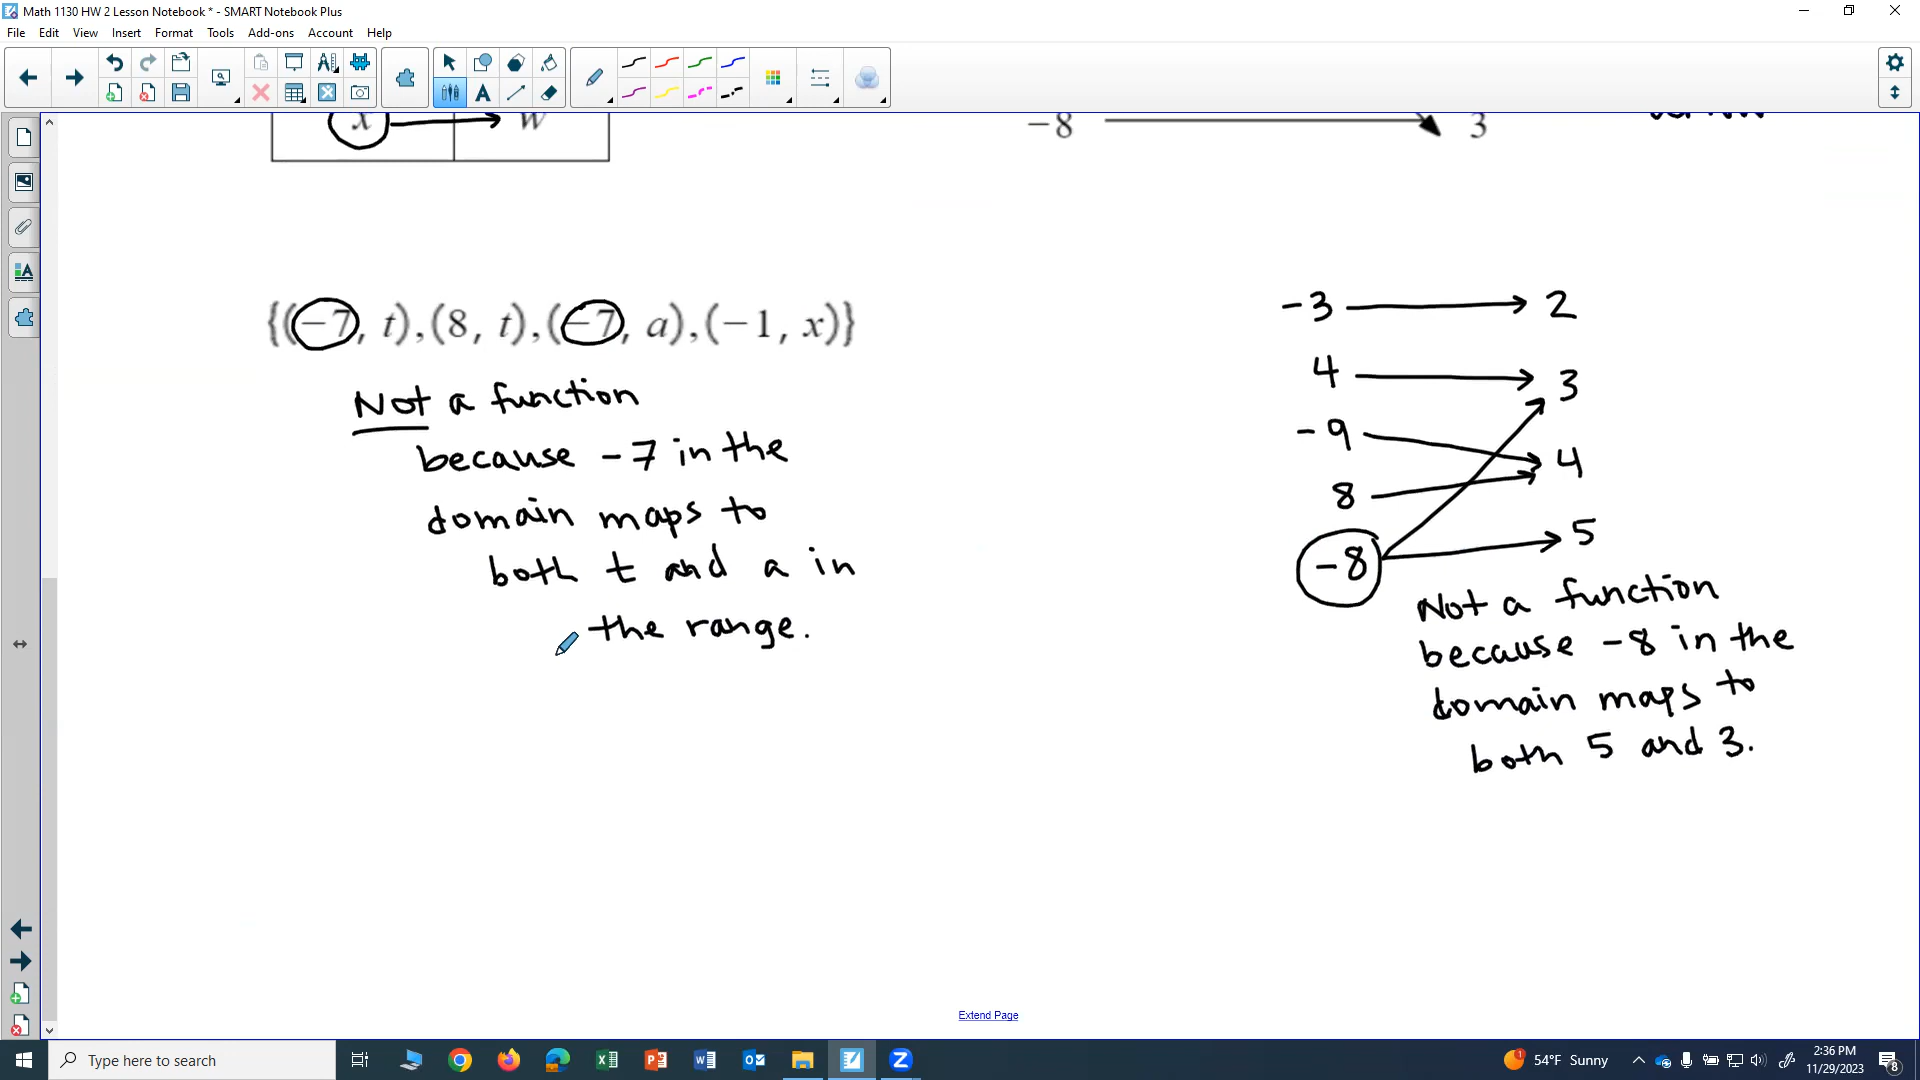 Math 1130 HW 2 Lesson Notebook * - SMART Notebook Plus
File Edit View Insert Format Tools Add-ons Account Help
x w
-8 3
{(-7, t),(8, t),(-7, a),(-1, x)}
Not a function
because -7 in the
domain maps to
both t and a in
the range.
-3 2
4 3
-9 4
8
-8 5
Not a function
because -8 in the
domain maps to
both 5 and 3.
Extend Page
Type here to search
54°F Sunny
2:36 PM
11/29/2023
8